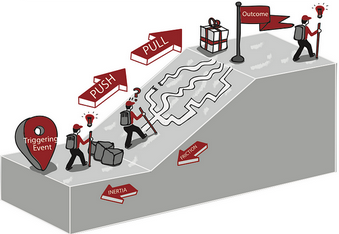 Outcome
PULL
PUSH
Triggering
Event
FRICTION
INERTIA